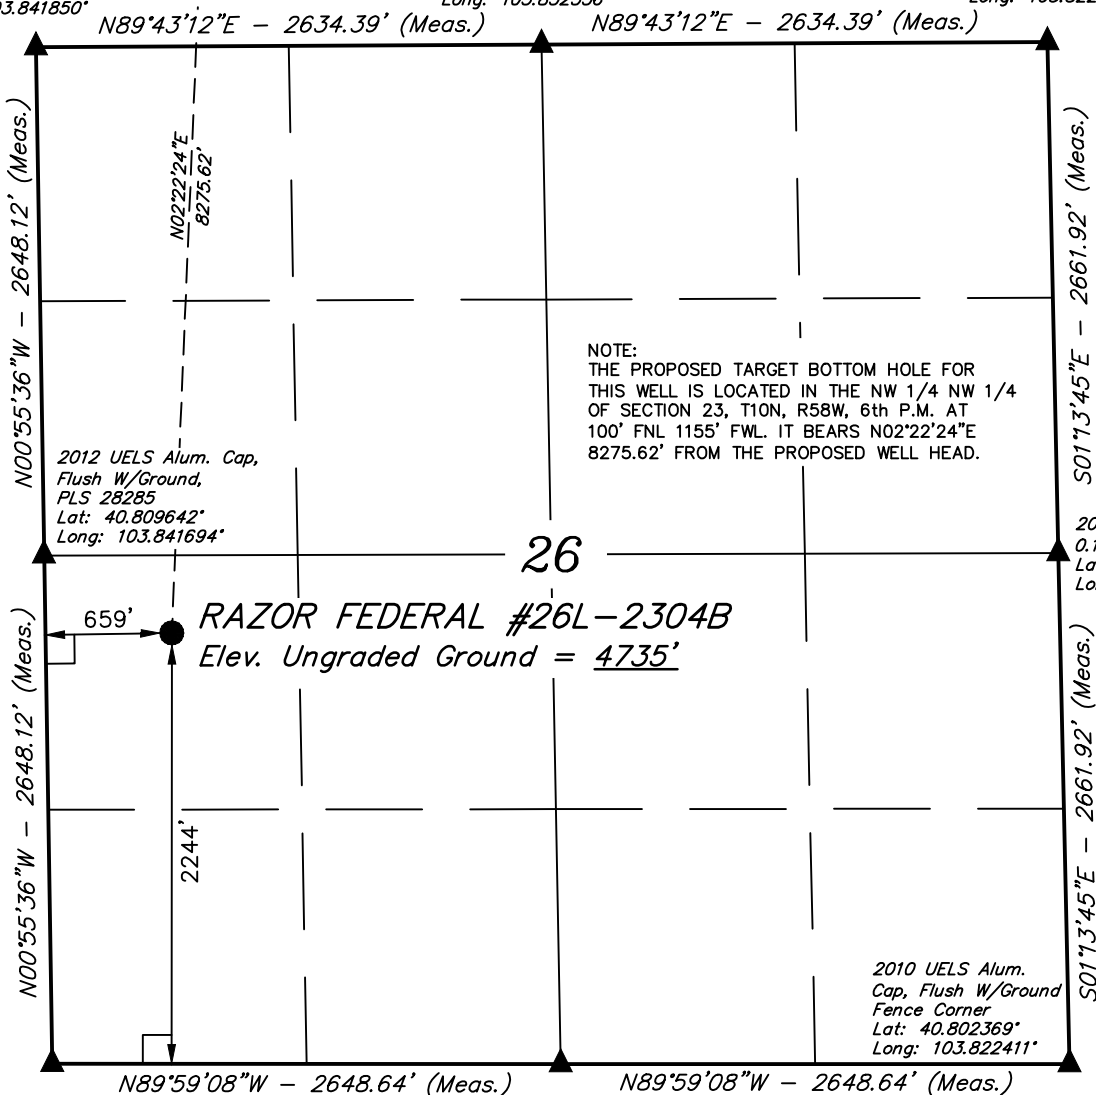 03.841850°
N89°43'12"E - 2634.39' (Meas.)
N89°43'12"E - 2634.39' (Meas.)
N00°55'36"W - 2648.12' (Meas.)
N02°22'24"E
8275.62'
S01°13'45"E - 2661.92' (Meas.)
NOTE:
THE PROPOSED TARGET BOTTOM HOLE FOR
THIS WELL IS LOCATED IN THE NW 1/4 NW 1/4
OF SECTION 23, T10N, R58W, 6th P.M. AT
100' FNL 1155' FWL. IT BEARS N02°22'24"E
8275.62' FROM THE PROPOSED WELL HEAD.
2012 UELS Alum. Cap,
Flush W/Ground,
PLS 28285
Lat: 40.809642°
Long: 103.841694°
26
659'
RAZOR FEDERAL #26L-2304B
Elev. Ungraded Ground = 4735'
N00°55'36"W - 2648.12' (Meas.)
2244'
S01°13'45"E - 2661.92' (Meas.)
2010 UELS Alum.
Cap, Flush W/Ground
Fence Corner
Lat: 40.802369°
Long: 103.822411°
N89°59'08"W - 2648.64' (Meas.)
N89°59'08"W - 2648.64' (Meas.)